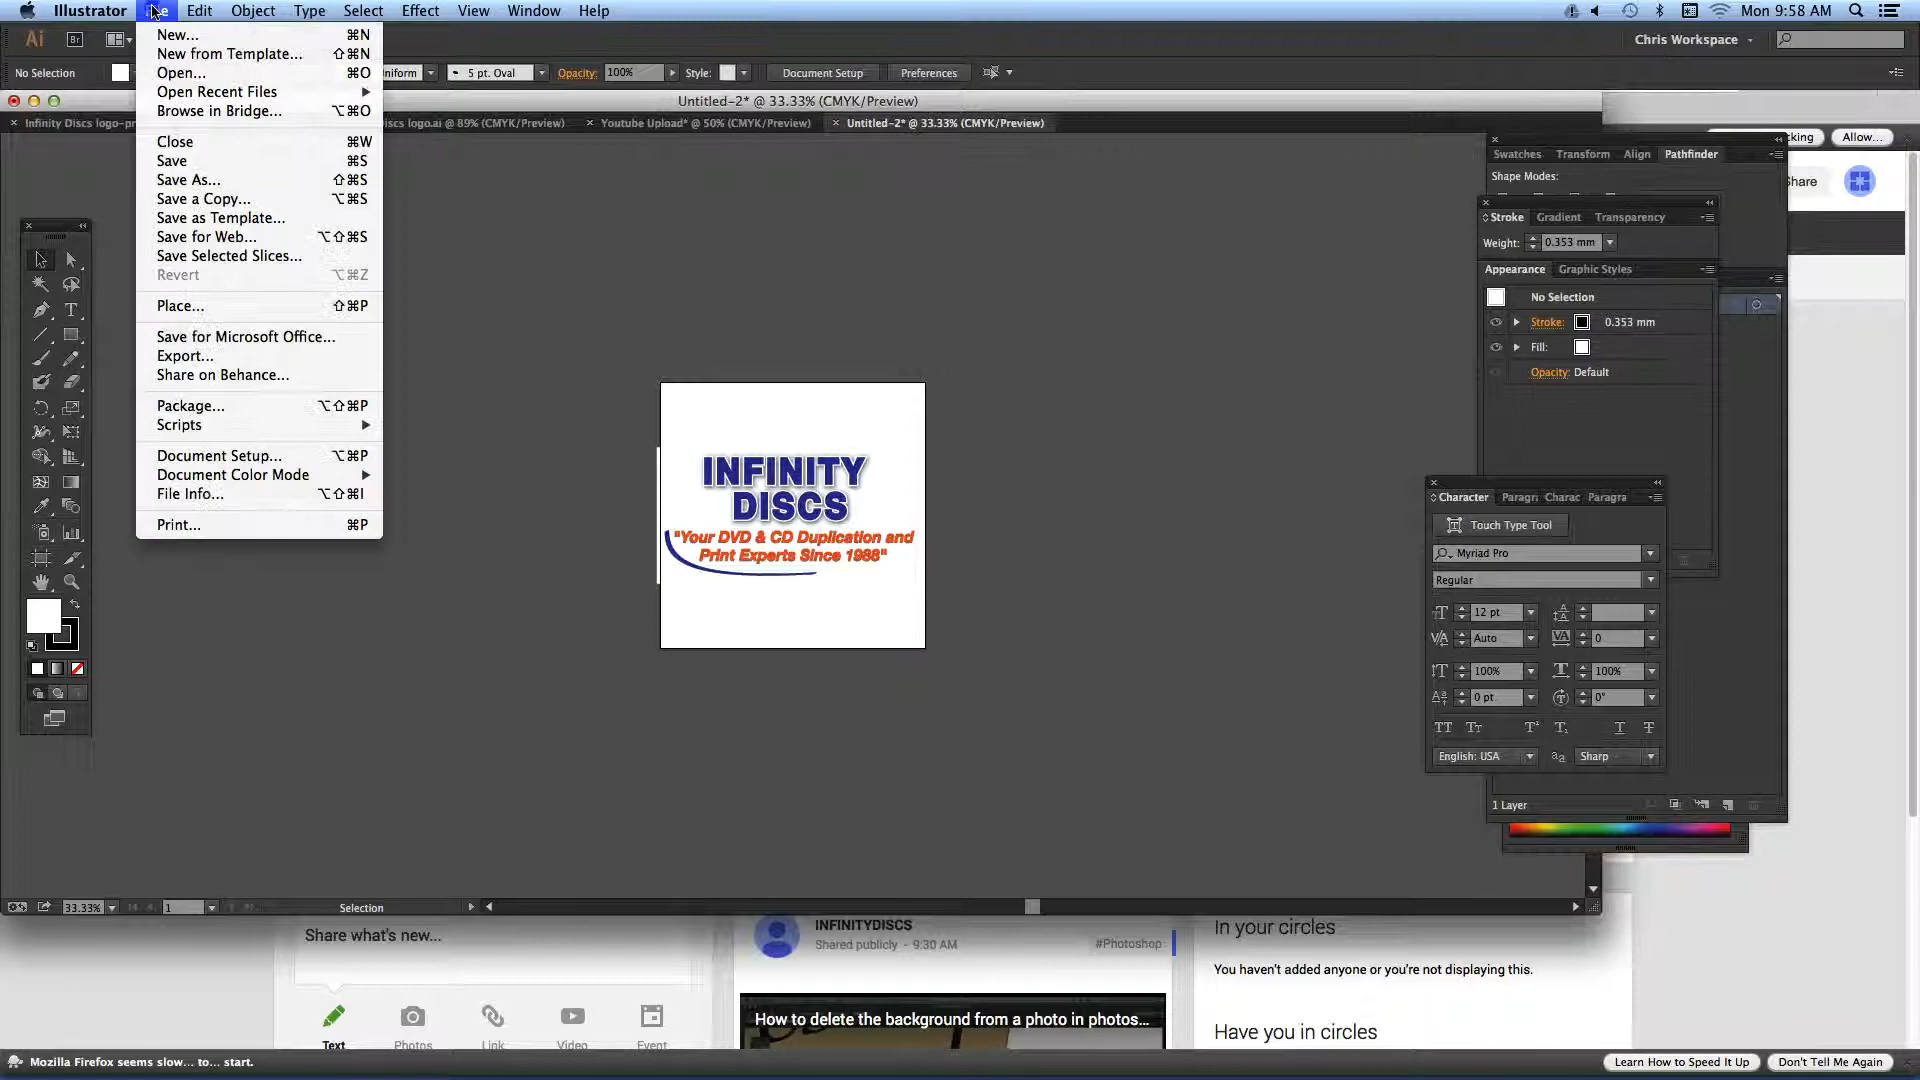 Illustrator Edit Object Type Select Effect View Window Help Mon 9:58 AM
Ai Br Chris Workspace
No Selection 5 pt. Oval Opacity: 100% Style: Document Setup Preferences
Untitled-2* @ 33.33% (CMYK/Preview)
Infinity Discs logo-pr iscs logo.ai @ 89% (CMYK/Preview) Youtube Upload* @ 50% (CMYK/Preview) Untitled-2* @ 33.33% (CMYK/Preview)
New... ⌘N
New from Template... ⇧⌘N
Open... ⌘O
Open Recent Files
Browse in Bridge... ⌥⌘O
Close ⌘W
Save ⌘S
Save As... ⇧⌘S
Save a Copy... ⌥⌘S
Save as Template...
Save for Web... ⌥⇧⌘S
Save Selected Slices...
Revert ⌥⌘Z
Place... ⇧⌘P
Save for Microsoft Office...
Export...
Share on Behance...
Package... ⌥⇧⌘P
Scripts
Document Setup... ⌥⌘P
Document Color Mode
File Info... ⌥⇧⌘I
Print... ⌘P
INFINITY
DISCS
"Your DVD & CD Duplication and
Print Experts Since 1988"
Allow...
Share
Swatches Transform Align Pathfinder
Shape Modes:
Stroke Gradient Transparency
Weight: 0.353 mm
Appearance Graphic Styles
No Selection
Stroke: 0.353 mm
Fill:
Opacity: Default
Character Paragr Charac Paragra
Touch Type Tool
Myriad Pro
Regular
12 pt
Auto 0
100% 100%
0 pt 0°
English: USA Sharp
1 Layer
33.33% 1 Selection
Share what's new...
Text Photos Link Video Event
INFINITYDISCS
Shared publicly - 9:30 AM #Photoshop
How to delete the background from a photo in photos...
In your circles
You haven't added anyone or you're not displaying this.
Have you in circles
Mozilla Firefox seems slow... to... start. Learn How to Speed It Up Don't Tell Me Again